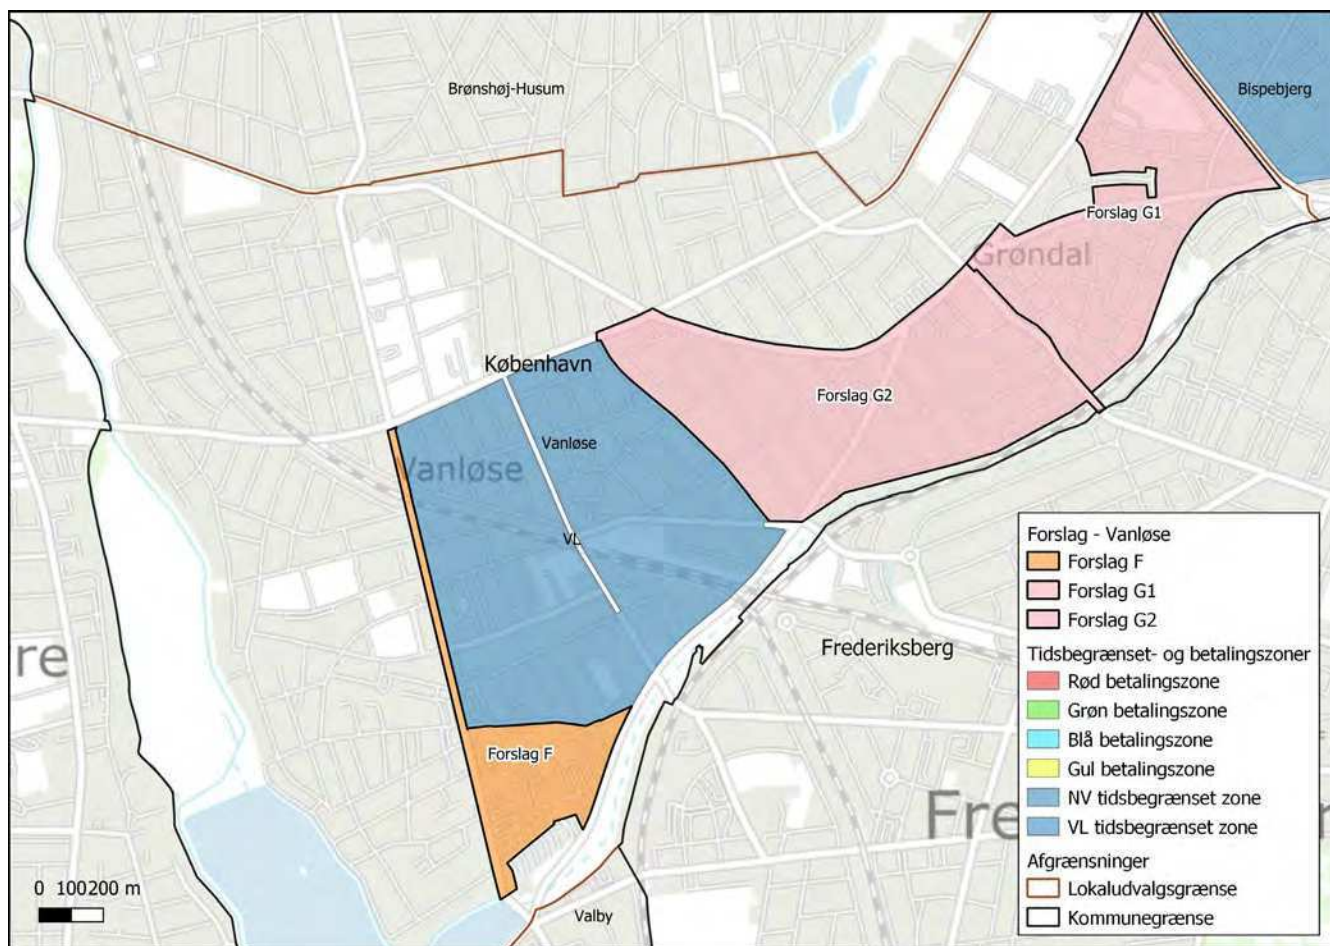 Brønshøj-Husum
Bispebjerg
Forslag G1
Grøndal
København
Forslag G2
Vanløse
Vanløse
VL
Frederiksberg
re
Forslag F
Fre
Valby
0 100200 m
Forslag - Vanløse
Forslag F
Forslag G1
Forslag G2
Tidsbegrænset- og betalingszoner
Rød betalingszone
Grøn betalingszone
Blå betalingszone
Gul betalingszone
NV tidsbegrænset zone
VL tidsbegrænset zone
Afgrænsninger
Lokaludvalgsgrænse
Kommunegrænse